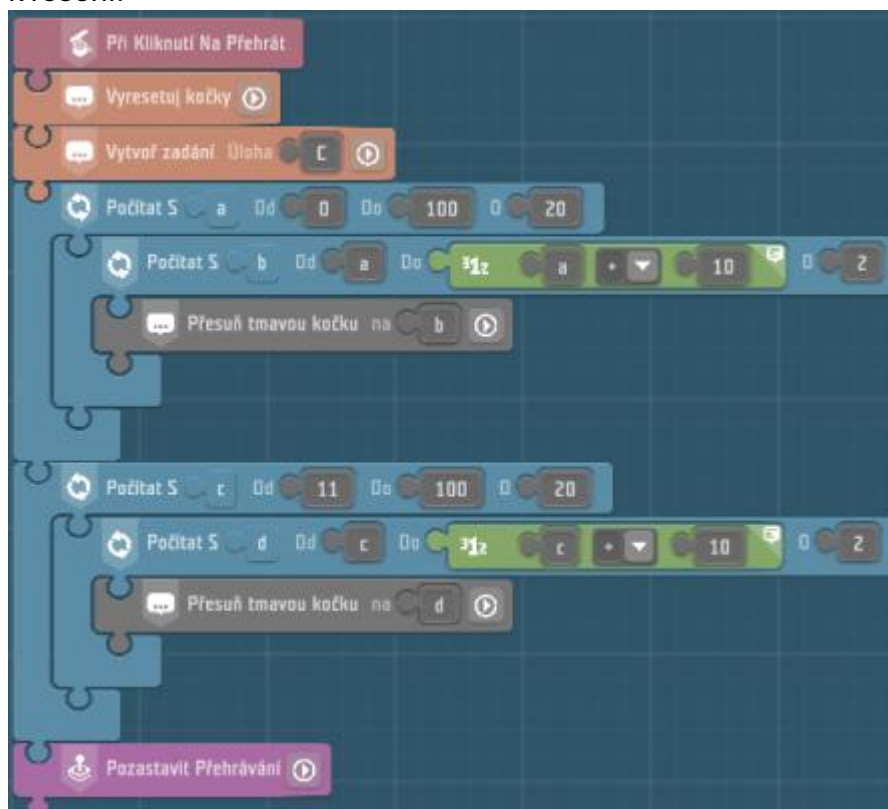 Při Kliknutí Na Přehrát
Vyresetuj kočky
Vytvoř zadání Úloha C
Počítat S a Od 0 Do 100 O 20
Počítat S b Od a Do a + 10 O 2
Přesuň tmavou kočku na b
Počítat S c Od 11 Do 100 O 20
Počítat S d Od c Do c + 10 O 2
Přesuň tmavou kočku na d
Pozastavit Přehrávání